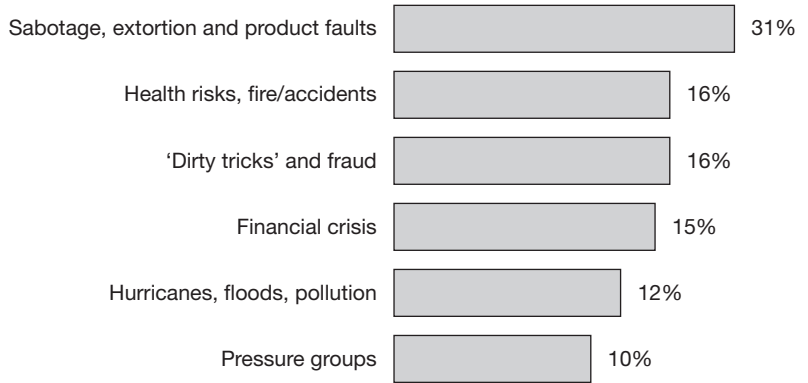 Sabotage, extortion and product faults 31%
Health risks, fire/accidents 16%
‘Dirty tricks’ and fraud 16%
Financial crisis 15%
Hurricanes, floods, pollution 12%
Pressure groups 10%